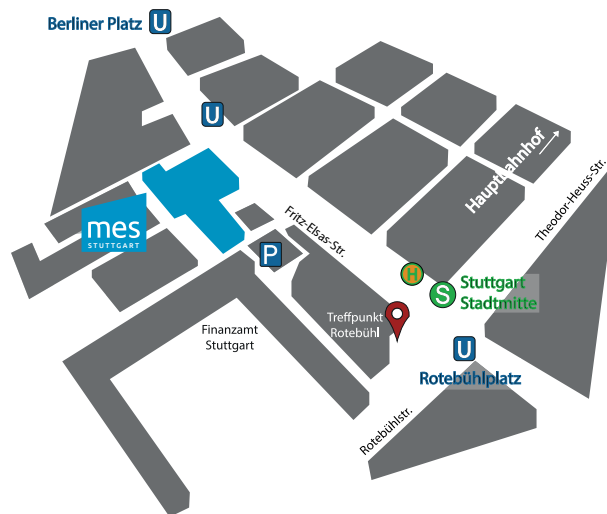 Berliner Platz U
U
Hauptbahnhof
Theodor-Heuss-Str.
mes
STUTTGART
Fritz-Elsas-Str.
P
H
S
Stuttgart
Stadtmitte
Treffpunkt
Rotebühl
Finanzamt
Stuttgart
U
Rotebühlplatz
Rotebühlstr.